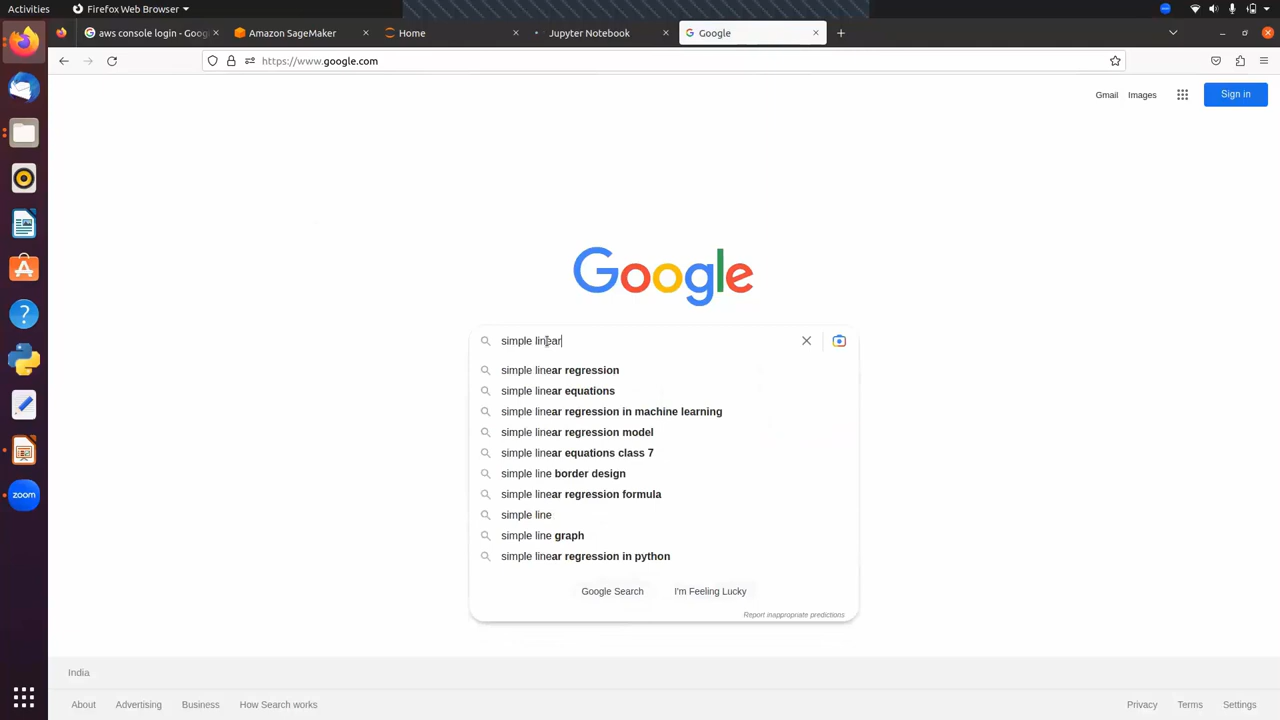 Activities
Firefox Web Browser
aws console login - Goog
Amazon SageMaker
Home
Jupyter Notebook
Google
https://www.google.com
Gmail
Images
Sign in
Google
simple linear
simple linear regression
simple linear equations
simple linear regression in machine learning
simple linear regression model
simple linear equations class 7
simple line border design
simple linear regression formula
simple line
simple line graph
simple linear regression in python
Google Search
I'm Feeling Lucky
Report inappropriate predictions
India
About
Advertising
Business
How Search works
Privacy
Terms
Settings
zoom